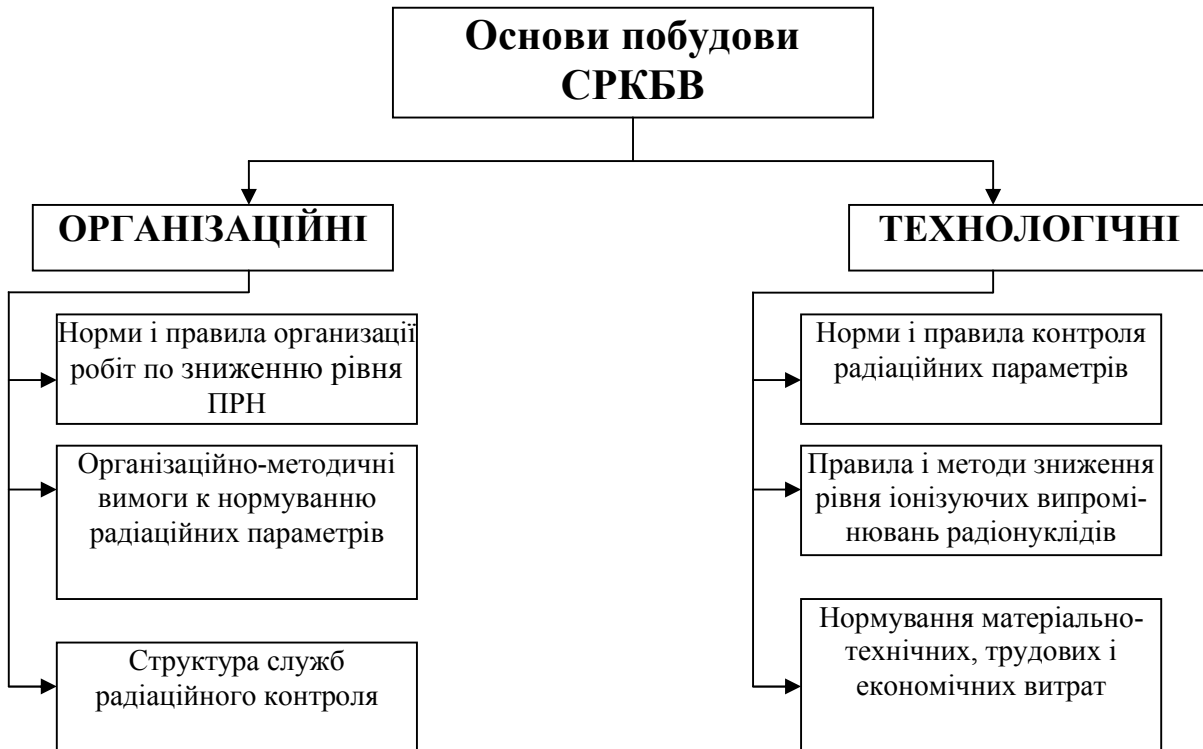 Основи побудови
СРКБВ
ОРГАНІЗАЦІЙНІ
Норми і правила организації
робіт по зниженню рівня
ПРН
Організаційно-методичні
вимоги к нормуванню
радіаційних параметрів
Структура служб
радіаційного контроля
ТЕХНОЛОГІЧНІ
Норми і правила контроля
радіаційних параметрів
Правила і методи зниження
рівня іонізуючих випромі-
нювань радіонуклідів
Нормування матеріально-
технічних, трудових і
економічних витрат